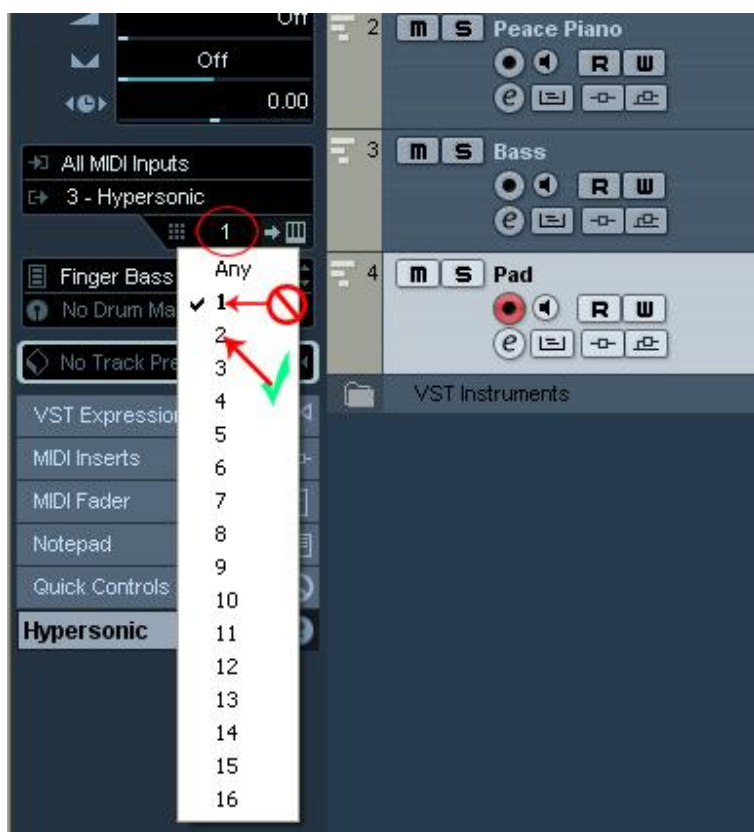 Off
Off
0.00
All MIDI Inputs
3 - Hypersonic
1
Finger Bass
No Drum Ma
No Track Pre
VST Expression
MIDI Inserts
MIDI Fader
Notepad
Quick Controls
Hypersonic
Any
1
2
3
4
5
6
7
8
9
10
11
12
13
14
15
16
2 m S Peace Piano
R W
e
3 m S Bass
R W
e
4 m S Pad
R W
e
VST Instruments